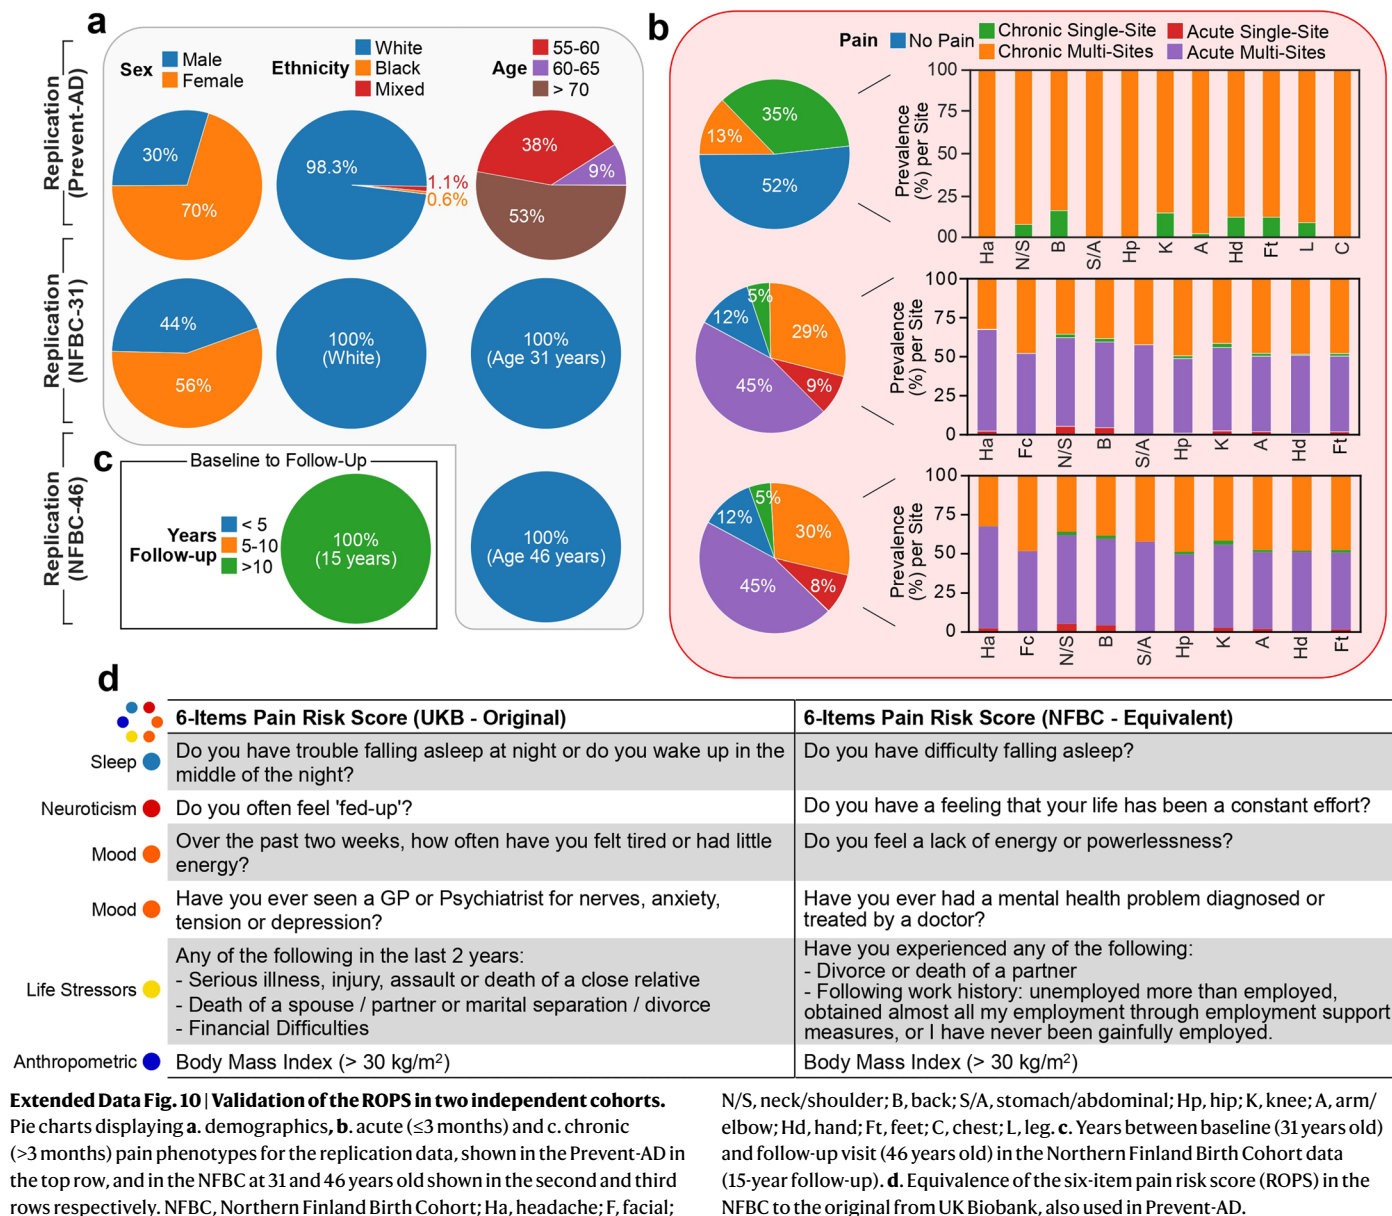 a
Sex
Male
Female
Ethnicity
White
Black
Mixed
Age
55-60
60-65
> 70
Replication
(Prevent-AD)
30%
70%
98.3%
1.1%
0.6%
38%
9%
53%
Replication
(NFBC-31)
44%
56%
100%
(White)
100%
(Age 31 years)
Replication
(NFBC-46)
c
Baseline to Follow-Up
Years
Follow-up
< 5
5-10
>10
100%
(15 years)
100%
(Age 46 years)
b
Pain
No Pain
Chronic Single-Site
Chronic Multi-Sites
Acute Single-Site
Acute Multi-Sites
35%
13%
52%
Prevalence
(%) per Site
100
50
00
Ha N/S B S/A Hp K A Hd Ft L C
5%
12%
29%
45%
9%
Prevalence
(%) per Site
100
75
50
25
0
Ha Fc N/S B S/A Hp K A Hd Ft
5%
12%
30%
45%
8%
Prevalence
(%) per Site
100
75
50
25
0
Ha Fc N/S B S/A Hp K A Hd Ft
d
6-Items Pain Risk Score (UKB - Original)
6-Items Pain Risk Score (NFBC - Equivalent)
Sleep
Do you have trouble falling asleep at night or do you wake up in the
middle of the night?
Do you have difficulty falling asleep?
Neuroticism
Do you often feel 'fed-up'?
Do you have a feeling that your life has been a constant effort?
Mood
Over the past two weeks, how often have you felt tired or had little
energy?
Do you feel a lack of energy or powerlessness?
Mood
Have you ever seen a GP or Psychiatrist for nerves, anxiety,
tension or depression?
Have you ever had a mental health problem diagnosed or
treated by a doctor?
Life Stressors
Any of the following in the last 2 years:
- Serious illness, injury, assault or death of a close relative
- Death of a spouse / partner or marital separation / divorce
- Financial Difficulties
Have you experienced any of the following:
- Divorce or death of a partner
- Following work history: unemployed more than employed,
obtained almost all my employment through employment support
measures, or I have never been gainfully employed.
Anthropometric
Body Mass Index (> 30 kg/m²)
Body Mass Index (> 30 kg/m²)
Extended Data Fig. 10 | Validation of the ROPS in two independent cohorts.
Pie charts displaying a. demographics, b. acute (≤3 months) and c. chronic
(>3 months) pain phenotypes for the replication data, shown in the Prevent-AD in
the top row, and in the NFBC at 31 and 46 years old shown in the second and third
rows respectively. NFBC, Northern Finland Birth Cohort; Ha, headache; F, facial;
N/S, neck/shoulder; B, back; S/A, stomach/abdominal; Hp, hip; K, knee; A, arm/
elbow; Hd, hand; Ft, feet; C, chest; L, leg. c. Years between baseline (31 years old)
and follow-up visit (46 years old) in the Northern Finland Birth Cohort data
(15-year follow-up). d. Equivalence of the six-item pain risk score (ROPS) in the
NFBC to the original from UK Biobank, also used in Prevent-AD.